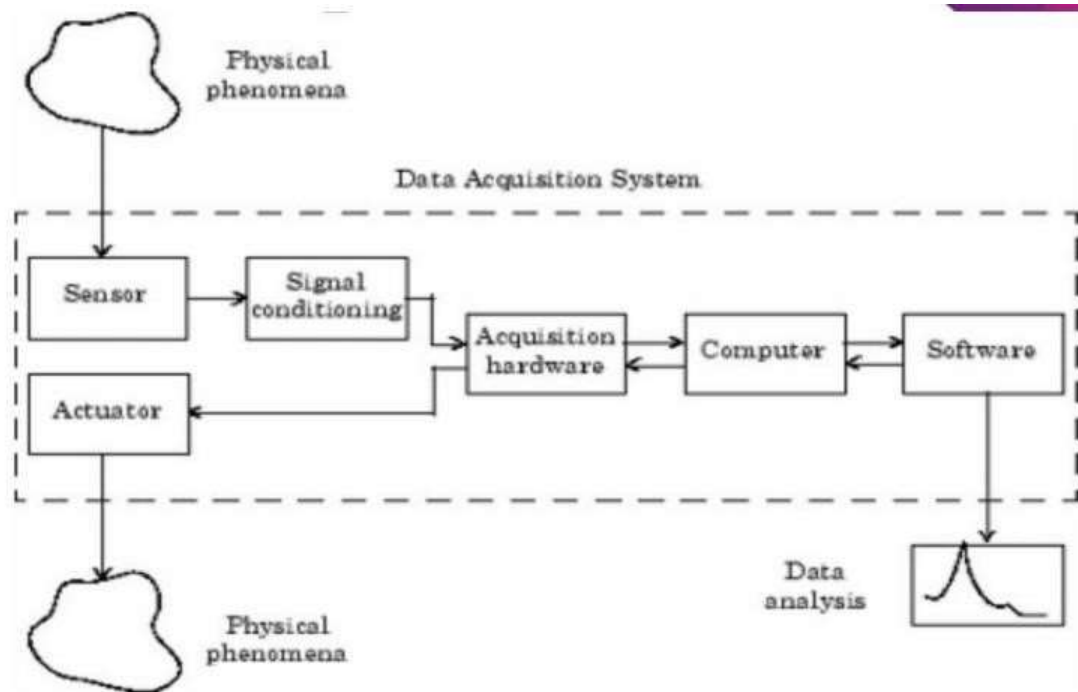 Physical
phenomena
Data Acquisition System
Sensor
Signal
conditioning
Acquisition
hardware
Computer
Software
Actuator
Data
analysis
Physical
phenomena